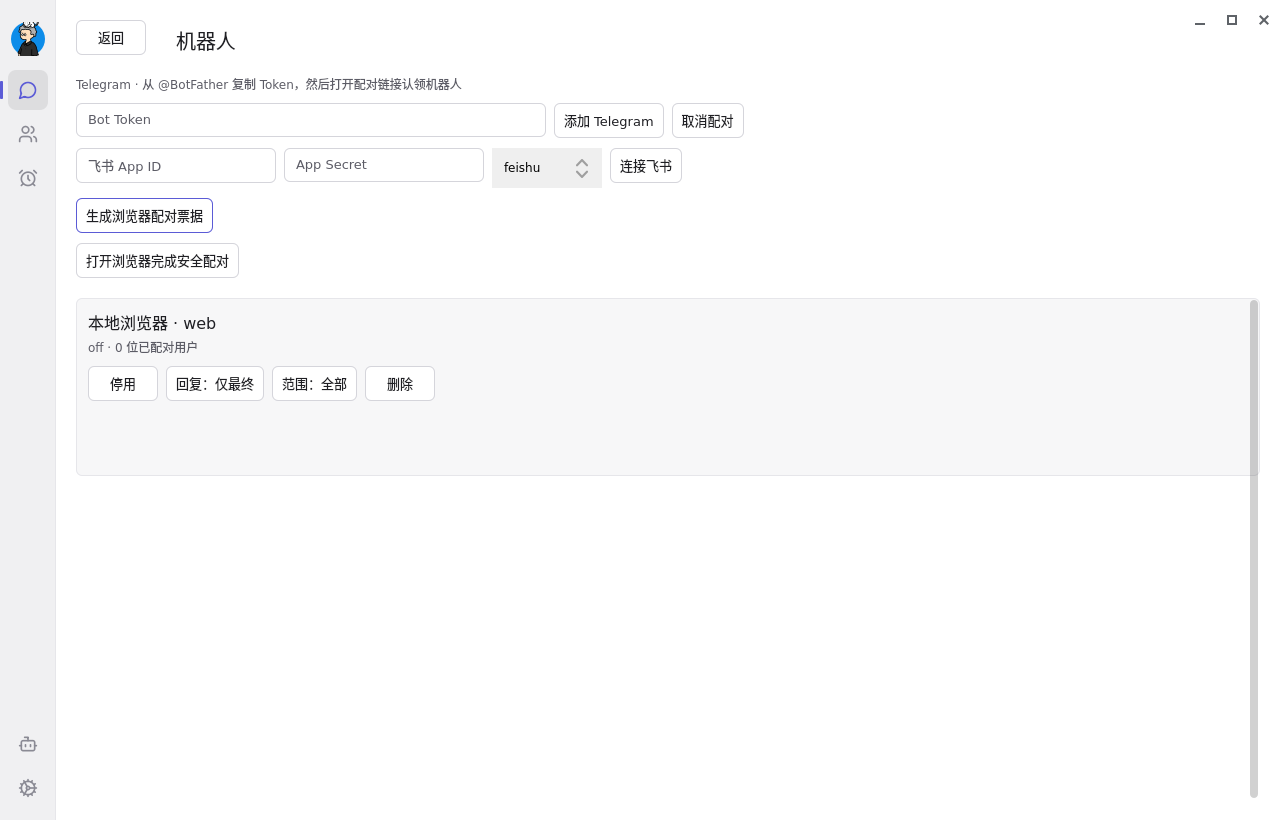 返回
机器人
Telegram · 从 @BotFather 复制 Token，然后打开配对链接认领机器人
Bot Token
添加 Telegram
取消配对
飞书 App ID
App Secret
feishu
连接飞书
生成浏览器配对票据
打开浏览器完成安全配对
本地浏览器 · web
off · 0 位已配对用户
停用
回复：仅最终
范围：全部
删除